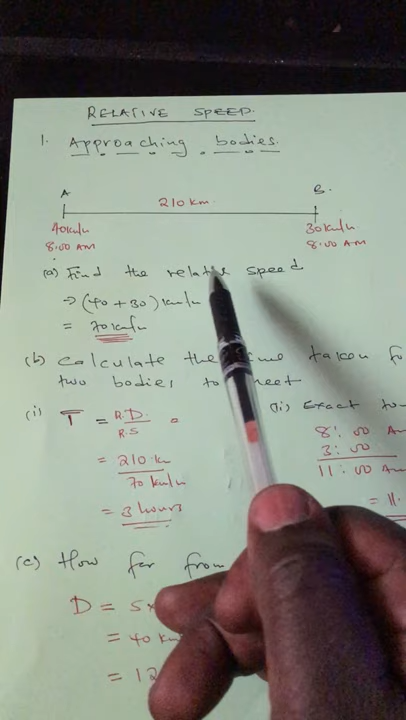 RELATIVE SPEED.
1. Approaching bodies.
A B.
210 km.
40km/h 30km/h
8:00 AM 8:00 AM
(a) Find the relative speed
⇒ (40 + 30) km/h
= 70km/h
(b) Calculate the time taken fo
two bodies to meet
(i) T = R.D / R.S = (ii) Exact
= 210 km / 70 km/h
= 3 hours
8:00 AM
3:00
11:00 AM
= 11.
(c) How far from
D = S ×
= 40 km
= 12